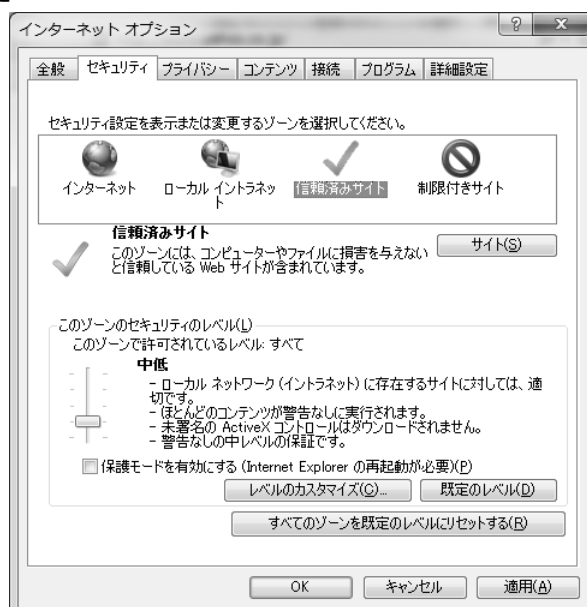 インターネット オプション
全般 セキュリティ プライバシー コンテンツ 接続 プログラム 詳細設定
セキュリティ設定を表示または変更するゾーンを選択してください。
インターネット ローカル イントラネッ
ト 信頼済みサイト 制限付きサイト
信頼済みサイト
このゾーンには、コンピューターやファイルに損害を与えない
と信頼している Web サイトが含まれています。
サイト(S)
このゾーンのセキュリティのレベル(L)
このゾーンで許可されているレベル: すべて
中低
- ローカル ネットワーク (イントラネット) に存在するサイトに対しては、適
切です。
- ほとんどのコンテンツが警告なしに実行されます。
- 未署名の ActiveX コントロールはダウンロードされません。
- 警告なしの中レベルの保証です。
保護モードを有効にする (Internet Explorer の再起動が必要)(P)
レベルのカスタマイズ(C)... 既定のレベル(D)
すべてのゾーンを既定のレベルにリセットする(R)
OK キャンセル 適用(A)